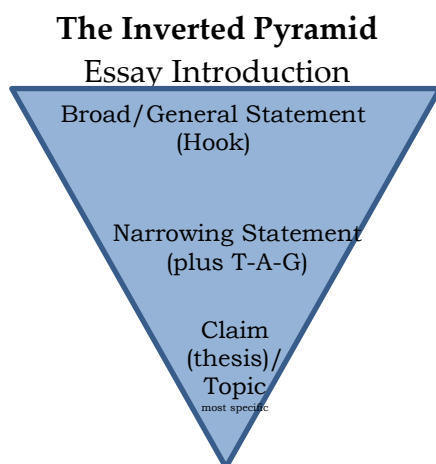 The Inverted Pyramid
Essay Introduction
Broad/General Statement
(Hook)
Narrowing Statement
(plus T-A-G)
Claim
(thesis)/
Topic
most specific